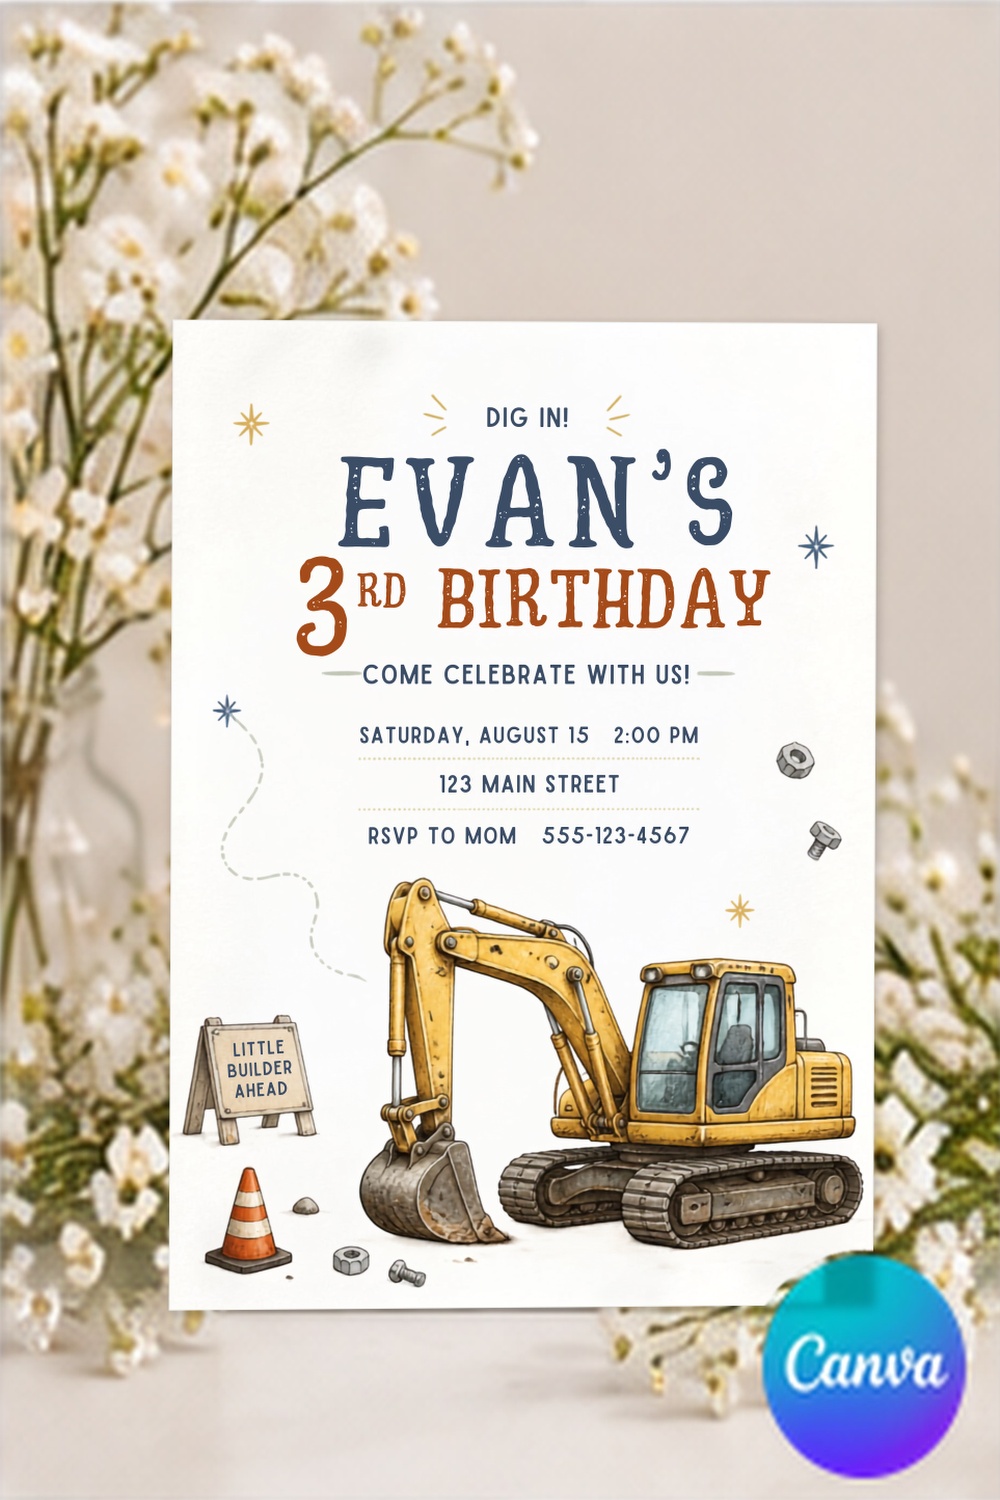 DIG IN!
EVAN'S
3RD BIRTHDAY
COME CELEBRATE WITH US!
SATURDAY, AUGUST 15 2:00 PM
123 MAIN STREET
RSVP TO MOM 555-123-4567
LITTLE
BUILDER
AHEAD
Canva